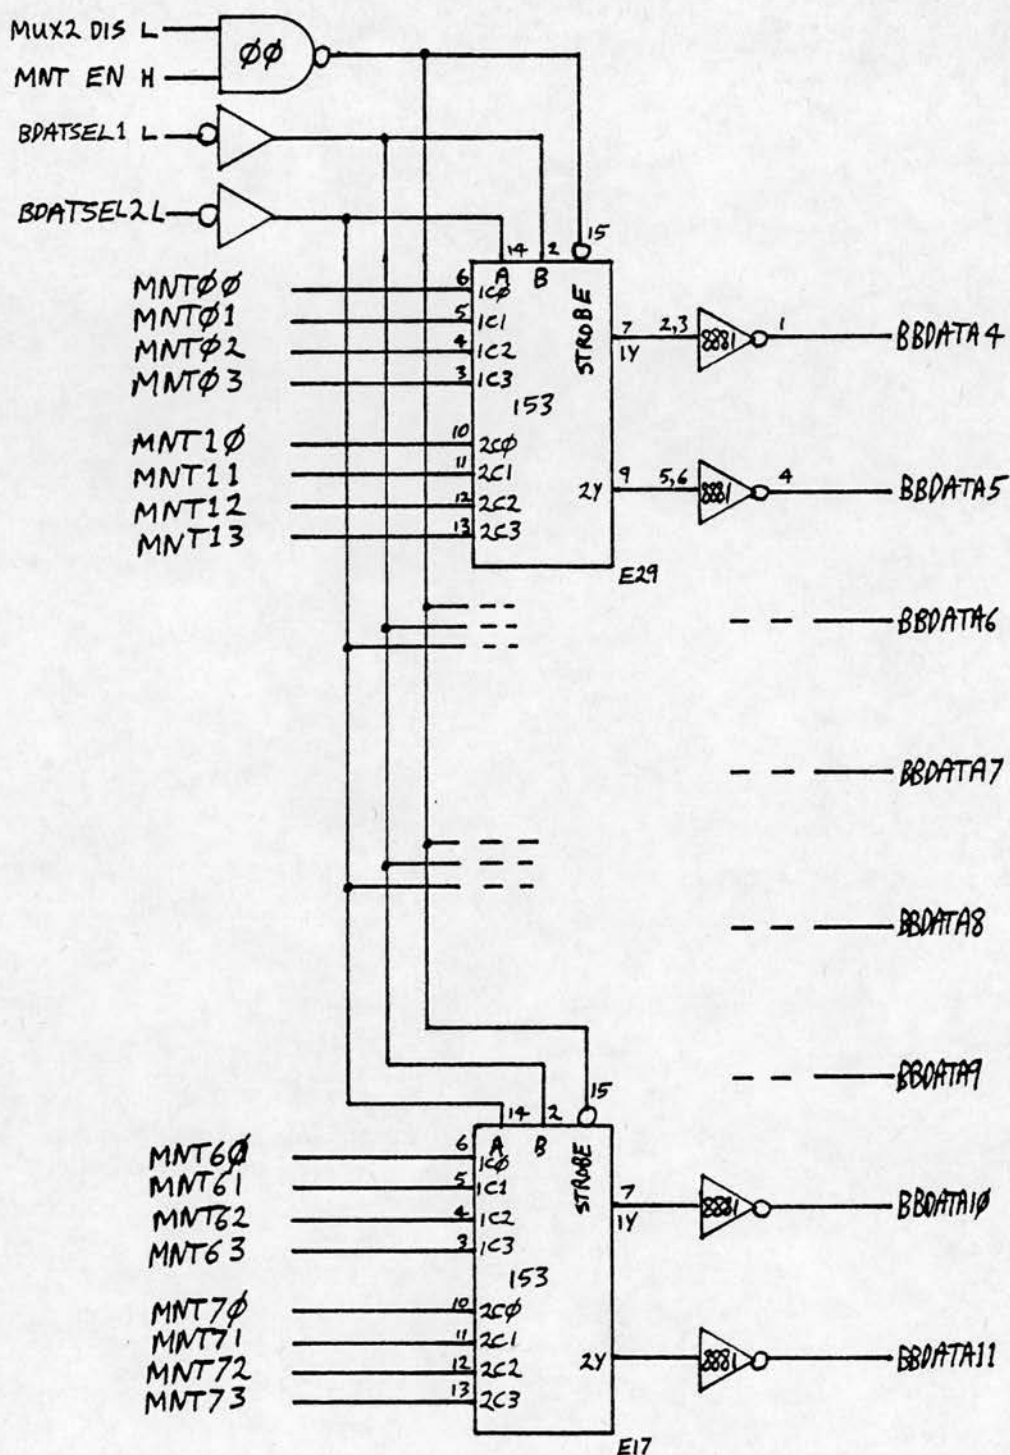 MUX2 DIS L
ØØ
MNT EN H
BDATSEL1 L
BDATSEL2 L
15
14 2
MNTØØ 6 1CØ A B STROBE
MNTØ1 5 1C1
MNTØ2 4 1C2
7 1Y 2,3 8881 1 BBDATA4
MNTØ3 3 1C3
153
MNT1Ø 10 2CØ
MNT11 11 2C1
2Y 9 5,6 8881 4 BBDATA5
MNT12 12 2C2
MNT13 13 2C3
E29
BBDATA6
BBDATA7
BBDATA8
BBDATA9
15
14 2
MNT6Ø 6 1CØ A B STROBE
MNT61 5 1C1
MNT62 4 1C2
7 1Y 8881 BBDATA1Ø
MNT63 3 1C3
153
MNT7Ø 10 2CØ
MNT71 11 2C1
2Y 8881 BBDATA11
MNT72 12 2C2
MNT73 13 2C3
E17